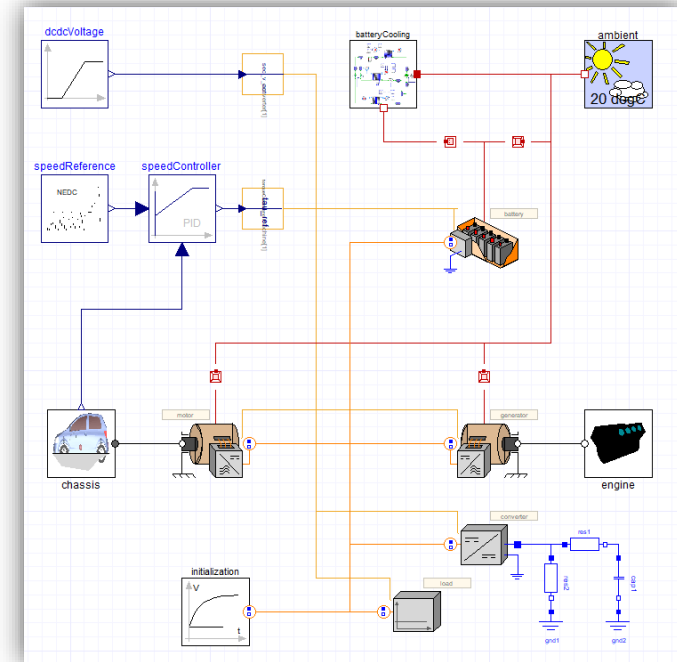 dcdcVoltage
batteryCooling
ambient
20 dogC
speedReference
speedController
NEDC
PID
battery
motor
generator
chassis
engine
converter
res1
initialization
V
t
load
res2
cap1
gnd1
gnd2